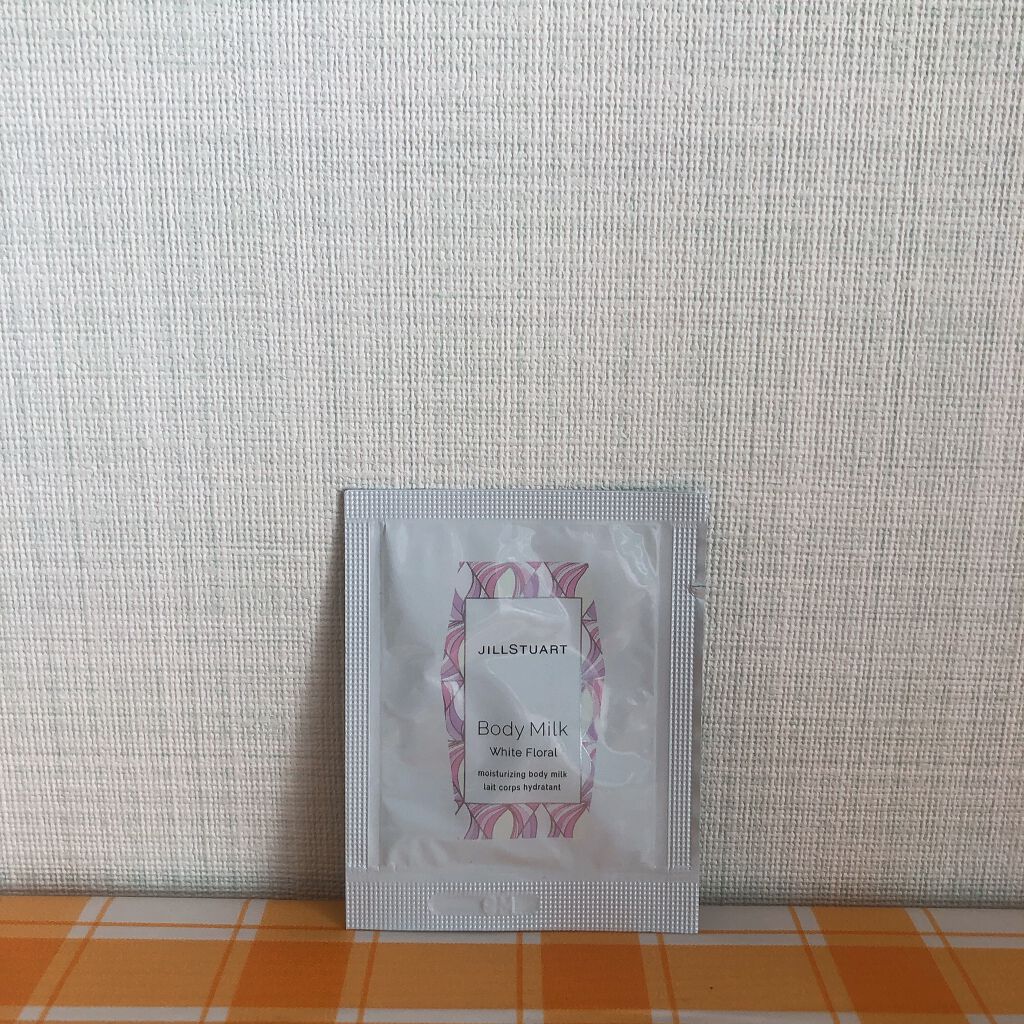 JILLSTUART
Body Milk
White Floral
moisturizing body milk
lait corps hydratant